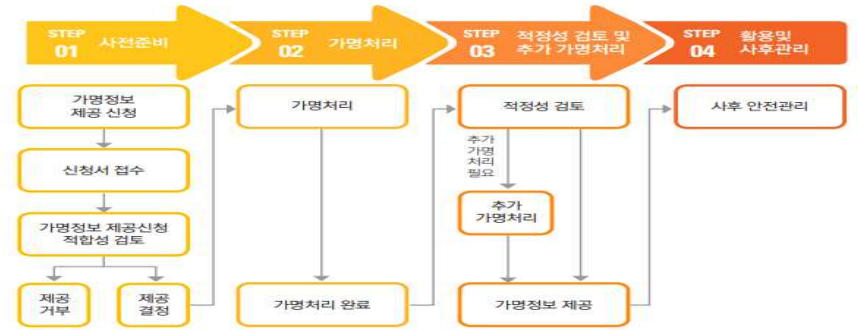 STEP 01 사전준비
STEP 02 가명처리
STEP 03 적정성 검토 및
추가 가명처리
STEP 04 활용및
사후관리
가명정보
제공 신청
신청서 접수
가명정보 제공신청
적합성 검토
제공
거부
제공
결정
가명처리
가명처리 완료
적정성 검토
추가
가명
처리
필요
추가
가명처리
가명정보 제공
사후 안전관리